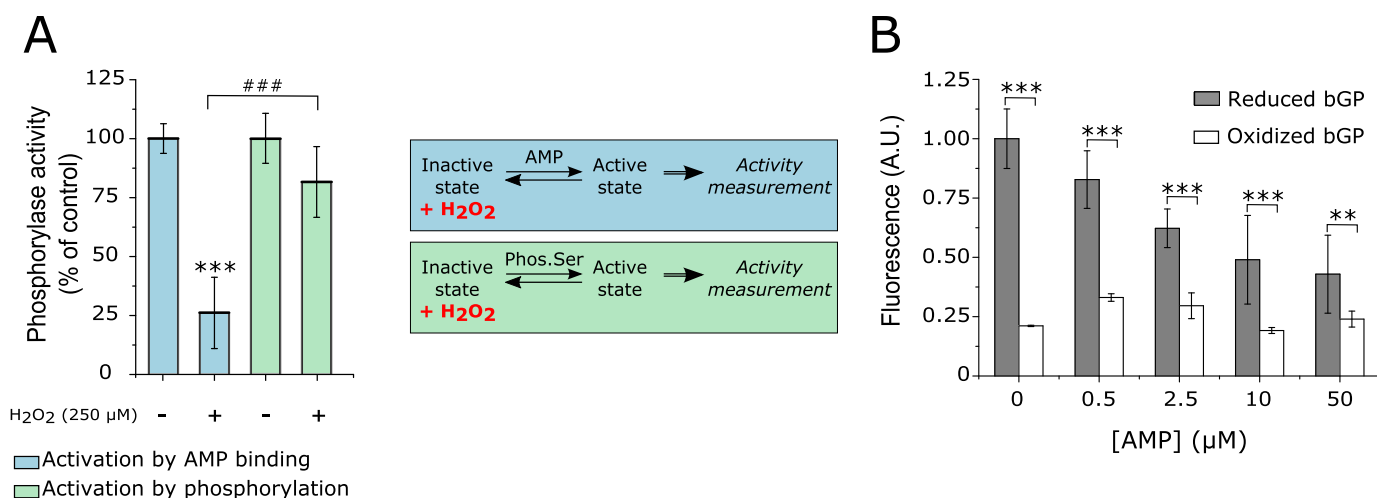 A
Phosphorylase activity
(% of control)
125
100
75
50
25
0
###
***
H₂O₂ (250 µM)
- + - +
Activation by AMP binding
Activation by phosphorylation
Inactive state
+ H₂O₂
AMP
Active state
Activity measurement
Inactive state
+ H₂O₂
Phos.Ser
Active state
Activity measurement
B
Fluorescence (A.U.)
1.25
1.00
0.75
0.50
0.25
0
***
***
***
***
**
Reduced bGP
Oxidized bGP
0 0.5 2.5 10 50
[AMP] (µM)